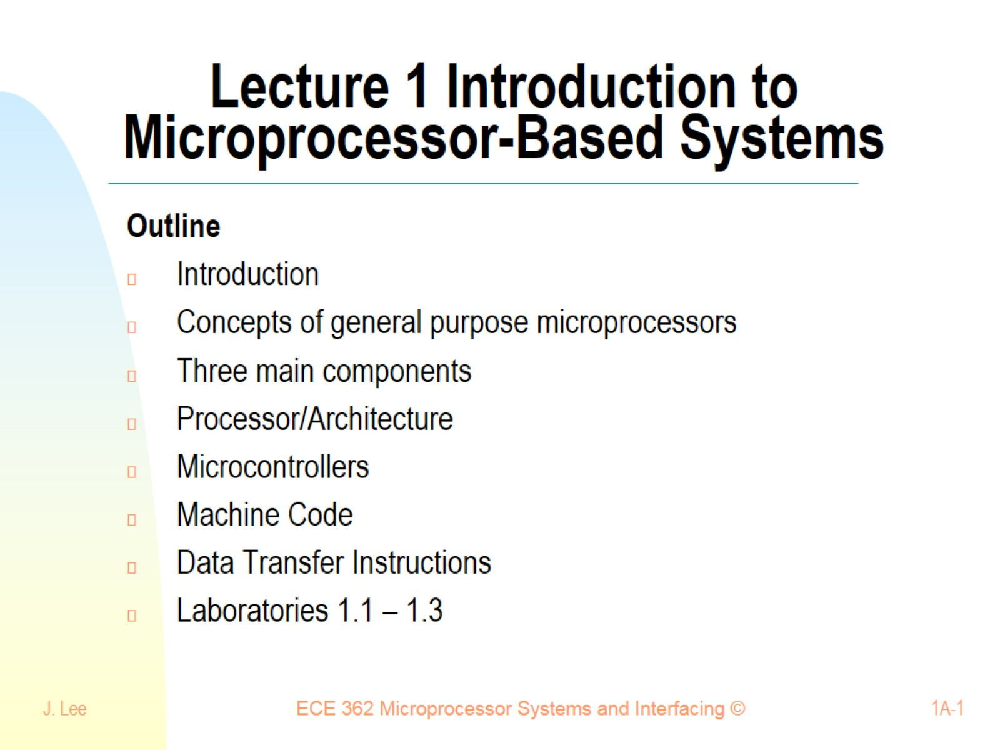 Lecture 1 Introduction to
Microprocessor-Based Systems
Outline
Introduction
Concepts of general purpose microprocessors
Three main components
Processor/Architecture
Microcontrollers
Machine Code
Data Transfer Instructions
Laboratories 1.1 – 1.3
J. Lee
ECE 362 Microprocessor Systems and Interfacing ©
1A-1